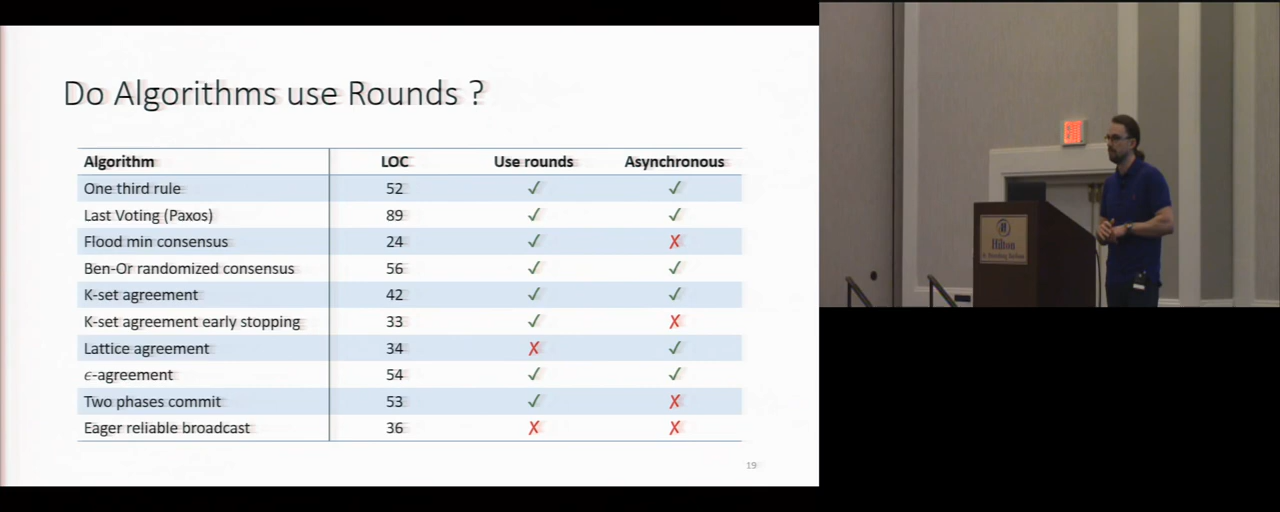 Do Algorithms use Rounds ?
Algorithm LOC Use rounds Asynchronous
One third rule 52 ✓ ✓
Last Voting (Paxos) 89 ✓ ✓
Flood min consensus 24 ✓ ✗
Ben-Or randomized consensus 56 ✓ ✓
K-set agreement 42 ✓ ✓
K-set agreement early stopping 33 ✓ ✗
Lattice agreement 34 ✗ ✓
ϵ-agreement 54 ✓ ✓
Two phases commit 53 ✓ ✗
Eager reliable broadcast 36 ✗ ✗
19
Hilton